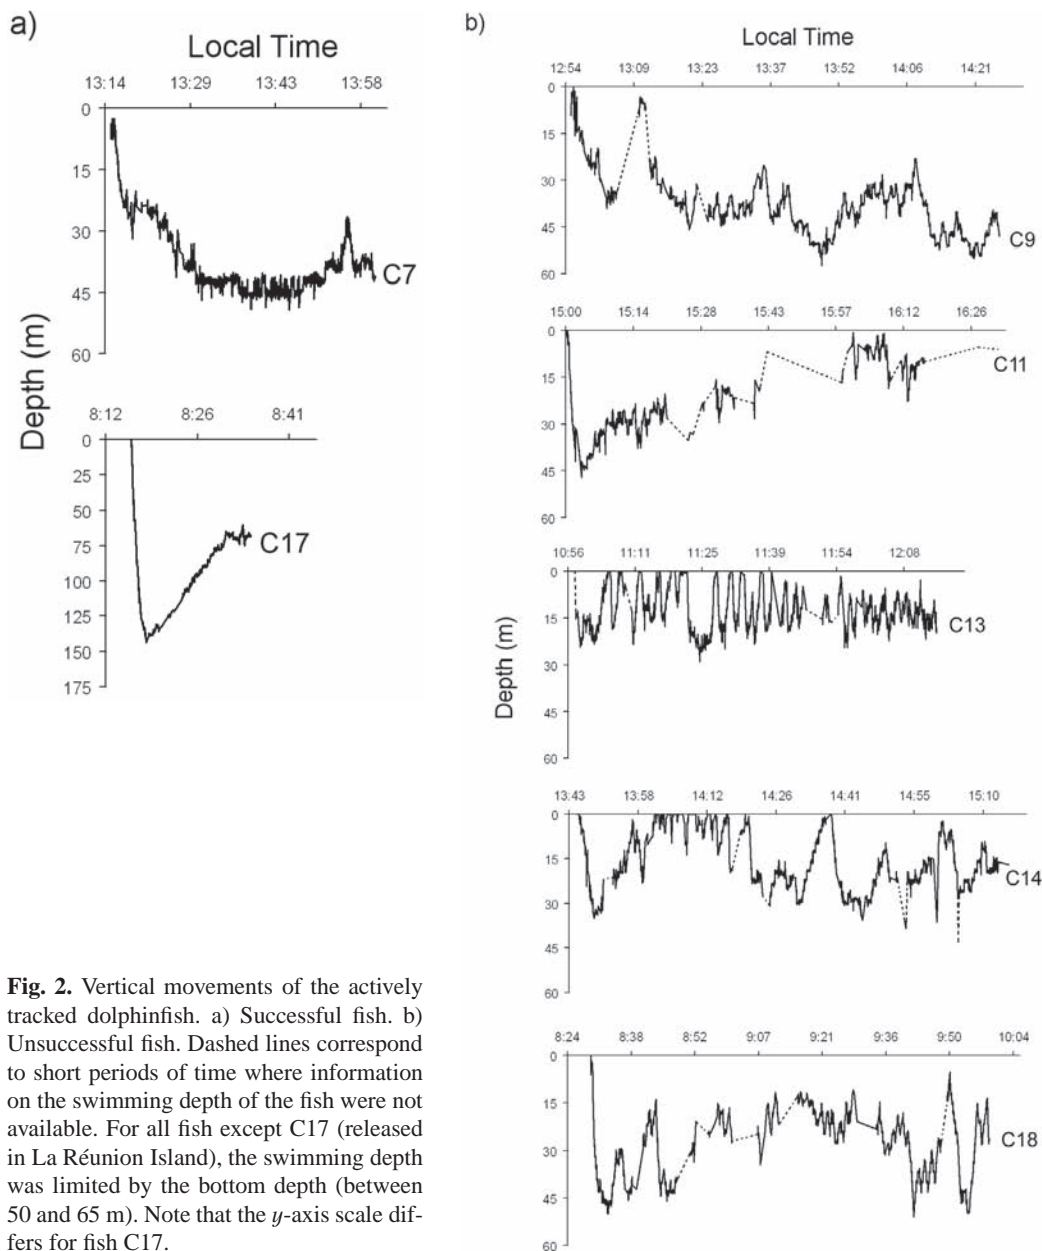 a)
Local Time
13:14 13:29 13:43 13:58
0
15
30
45
60
C7
Depth (m)
8:12 8:26 8:41
0
25
50
75
100
125
150
175
C17
Fig. 2. Vertical movements of the actively
tracked dolphinfish. a) Successful fish. b)
Unsuccessful fish. Dashed lines correspond
to short periods of time where information
on the swimming depth of the fish were not
available. For all fish except C17 (released
in La Réunion Island), the swimming depth
was limited by the bottom depth (between
50 and 65 m). Note that the y-axis scale dif-
fers for fish C17.
b)
Local Time
12:54 13:09 13:23 13:37 13:52 14:06 14:21
0
15
30
45
60
C9
15:00 15:14 15:28 15:43 15:57 16:12 16:26
0
15
30
45
60
C11
10:56 11:11 11:25 11:39 11:54 12:08
0
15
30
45
60
C13
Depth (m)
13:43 13:58 14:12 14:26 14:41 14:55 15:10
0
15
30
45
60
C14
8:24 8:38 8:52 9:07 9:21 9:36 9:50 10:04
0
15
30
45
60
C18